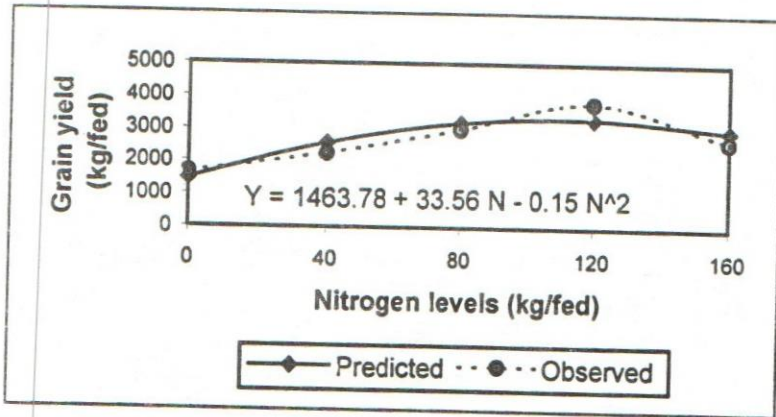 Grain yield
(kg/fed)
5000
4000
3000
2000
1000
0
Y = 1463.78 + 33.56 N - 0.15 N^2
0 40 80 120 160
Nitrogen levels (kg/fed)
Predicted Observed